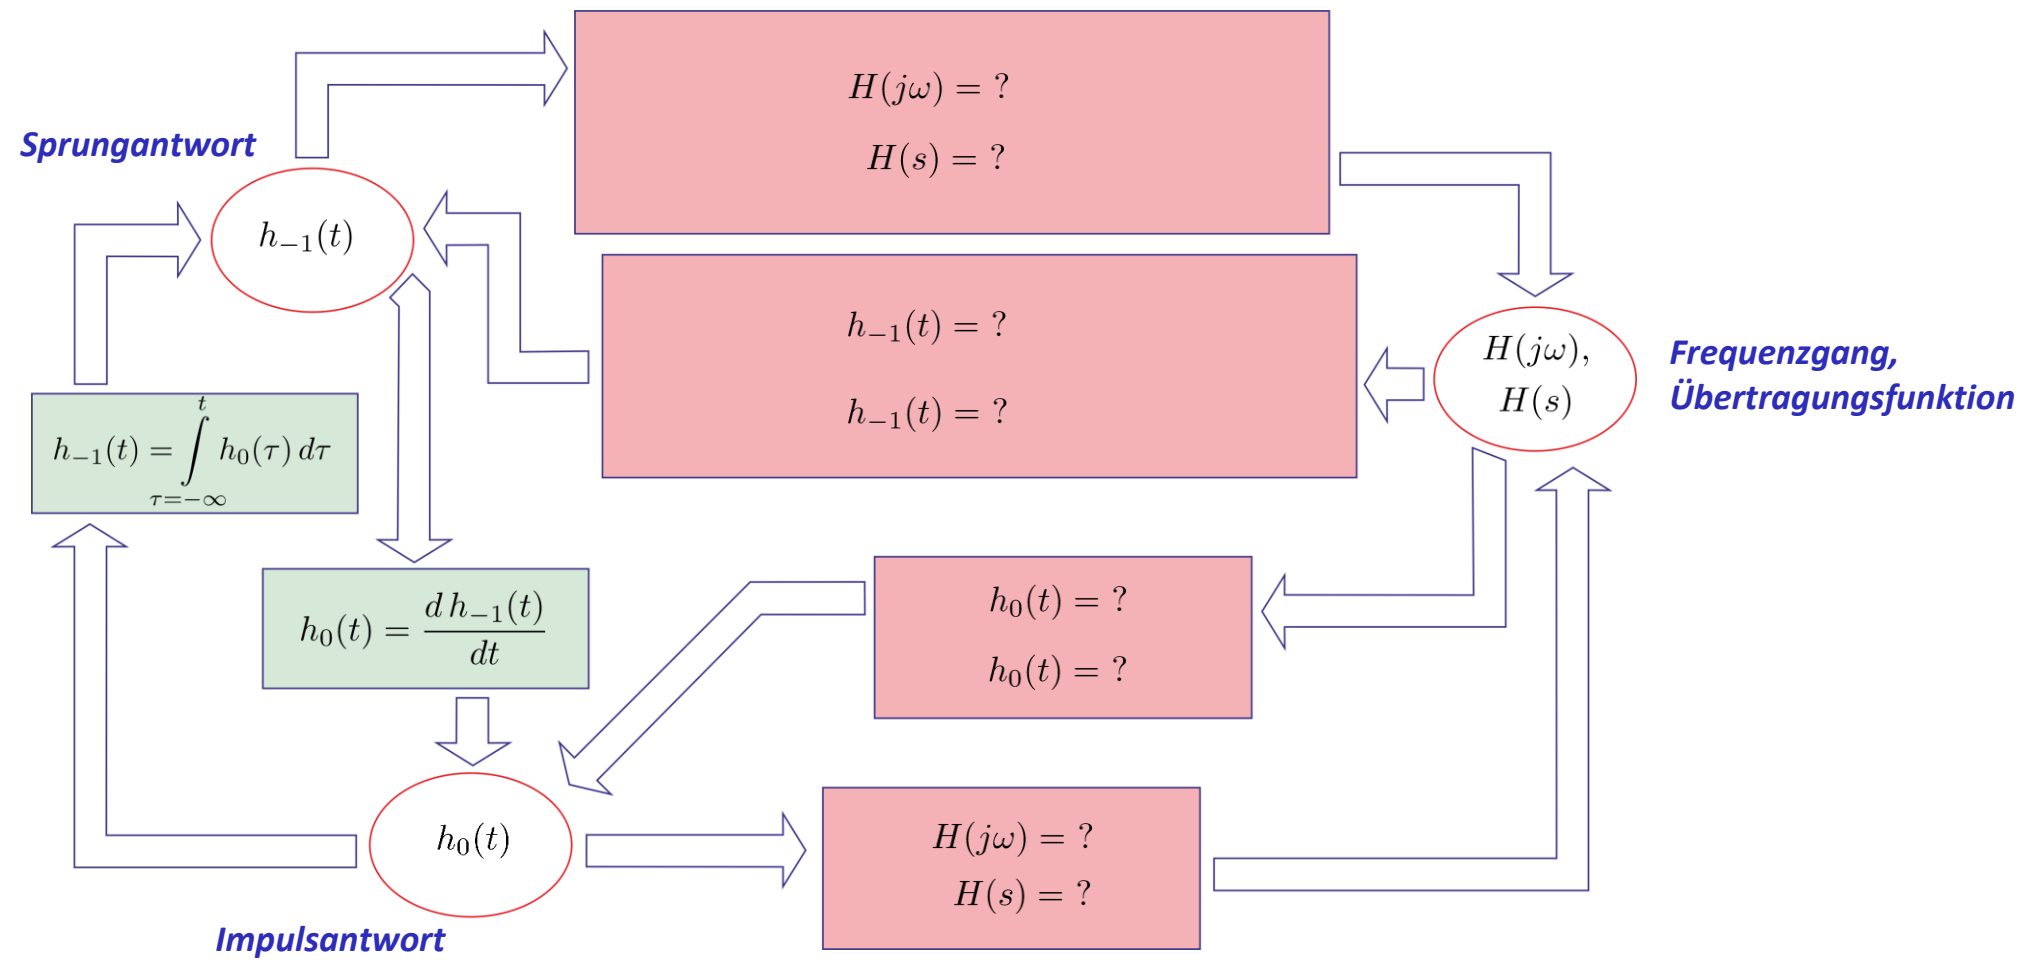 H(jω) = ?
H(s) = ?
Sprungantwort
h₋₁(t)
h₋₁(t) = ?
h₋₁(t) = ?
H(jω),
H(s)
Frequenzgang,
Übertragungsfunktion
h₋₁(t) = ∫_{τ=−∞}^{t} h₀(τ) dτ
h₀(t) = d h₋₁(t) / dt
h₀(t) = ?
h₀(t) = ?
h₀(t)
H(jω) = ?
H(s) = ?
Impulsantwort